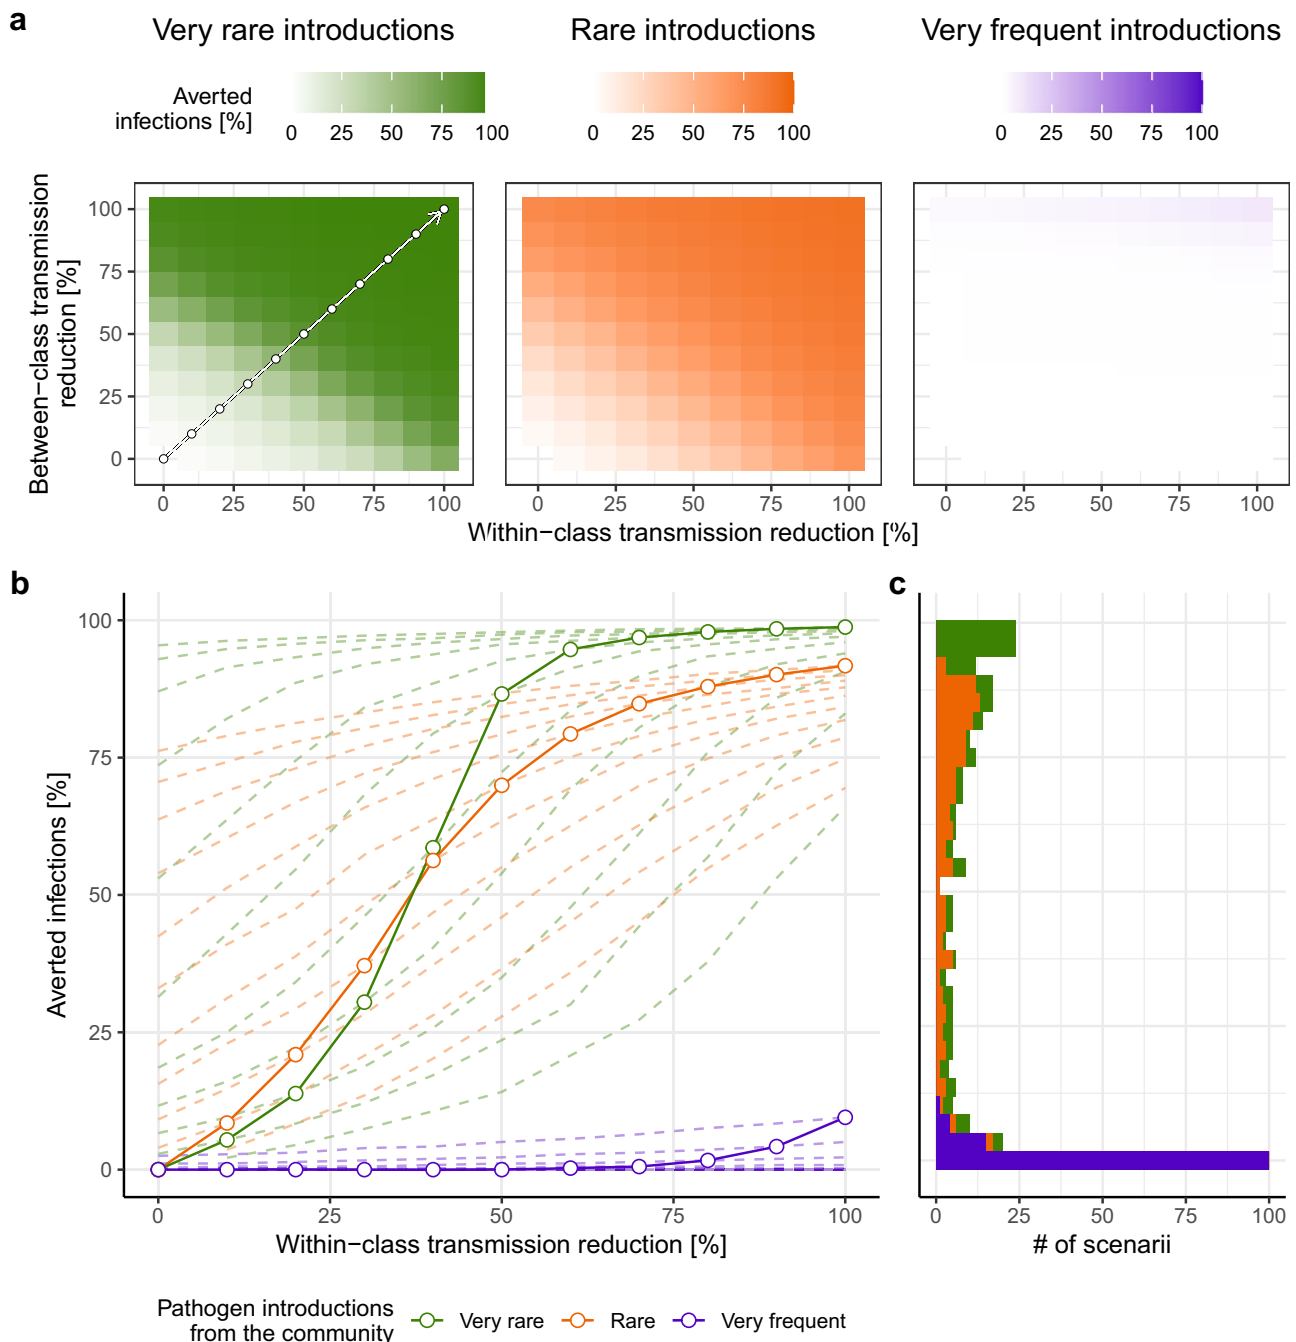 a
Very rare introductions
Rare introductions
Very frequent introductions
Averted
infections [%]
0 25 50 75 100
0 25 50 75 100
0 25 50 75 100
Between−class transmission
reduction [%]
100
75
50
25
0
0 25 50 75 100
0 25 50 75 100
0 25 50 75 100
Within−class transmission reduction [%]
b
Averted infections [%]
100
75
50
25
0
0 25 50 75 100
Within−class transmission reduction [%]
c
0 25 50 75 100
# of scenarii
Pathogen introductions
from the community
Very rare
Rare
Very frequent